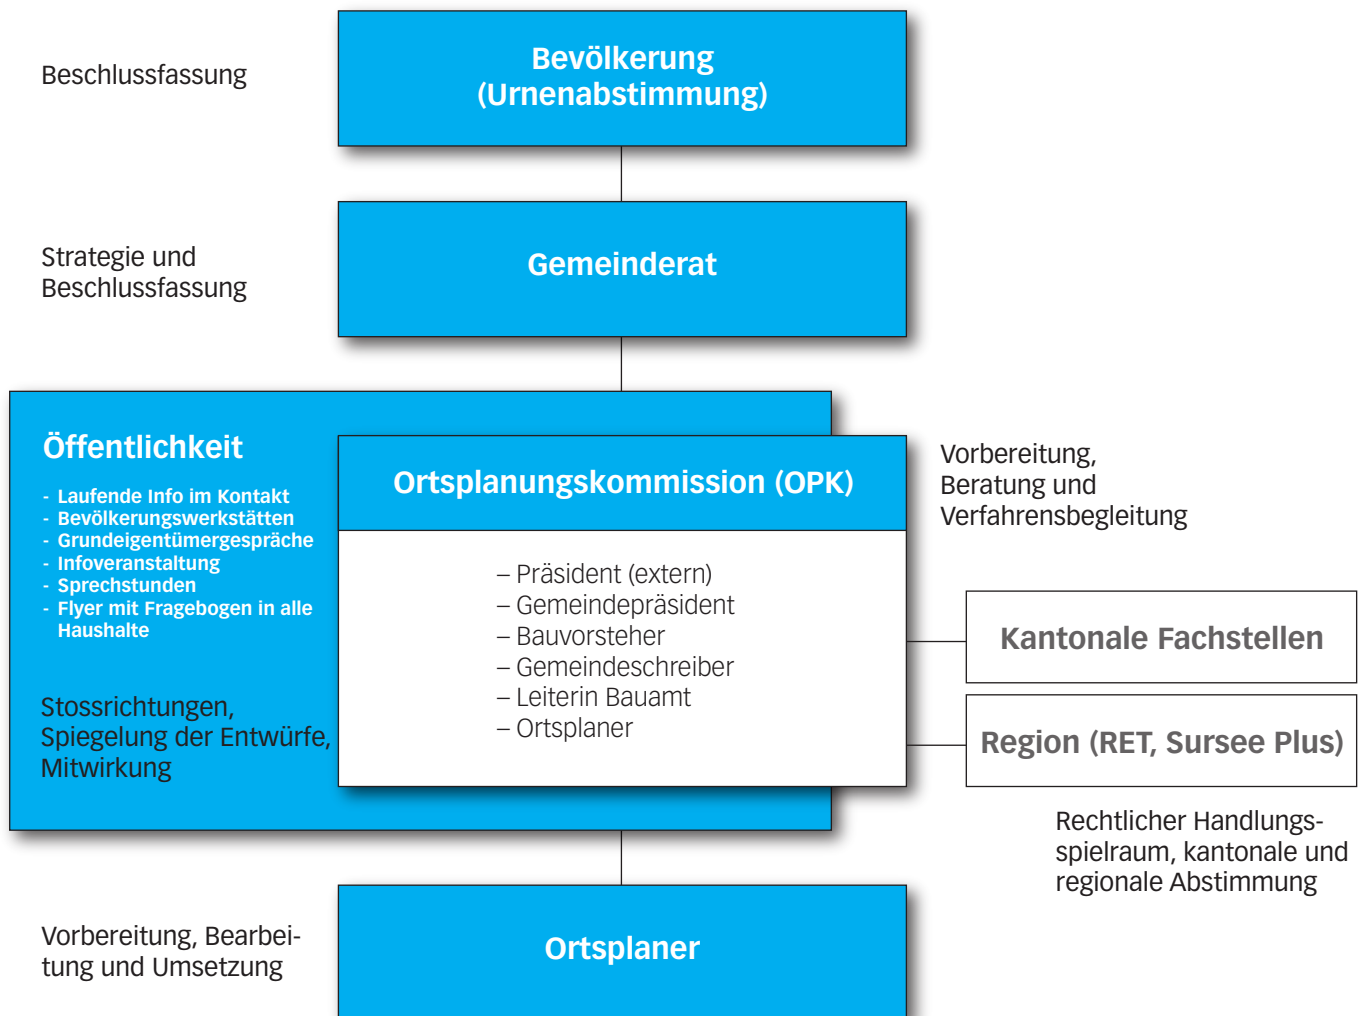 Beschlussfassung
Bevölkerung
(Urnenabstimmung)
Strategie und
Beschlussfassung
Gemeinderat
Öffentlichkeit
- Laufende Info im Kontakt
- Bevölkerungswerkstätten
- Grundeigentümergespräche
- Infoveranstaltung
- Sprechstunden
- Flyer mit Fragebogen in alle
Haushalte
Stossrichtungen,
Spiegelung der Entwürfe,
Mitwirkung
Ortsplanungskommission (OPK)
– Präsident (extern)
– Gemeindepräsident
– Bauvorsteher
– Gemeindeschreiber
– Leiterin Bauamt
– Ortsplaner
Vorbereitung,
Beratung und
Verfahrensbegleitung
Kantonale Fachstellen
Region (RET, Sursee Plus)
Rechtlicher Handlungs-
spielraum, kantonale und
regionale Abstimmung
Vorbereitung, Bearbei-
tung und Umsetzung
Ortsplaner